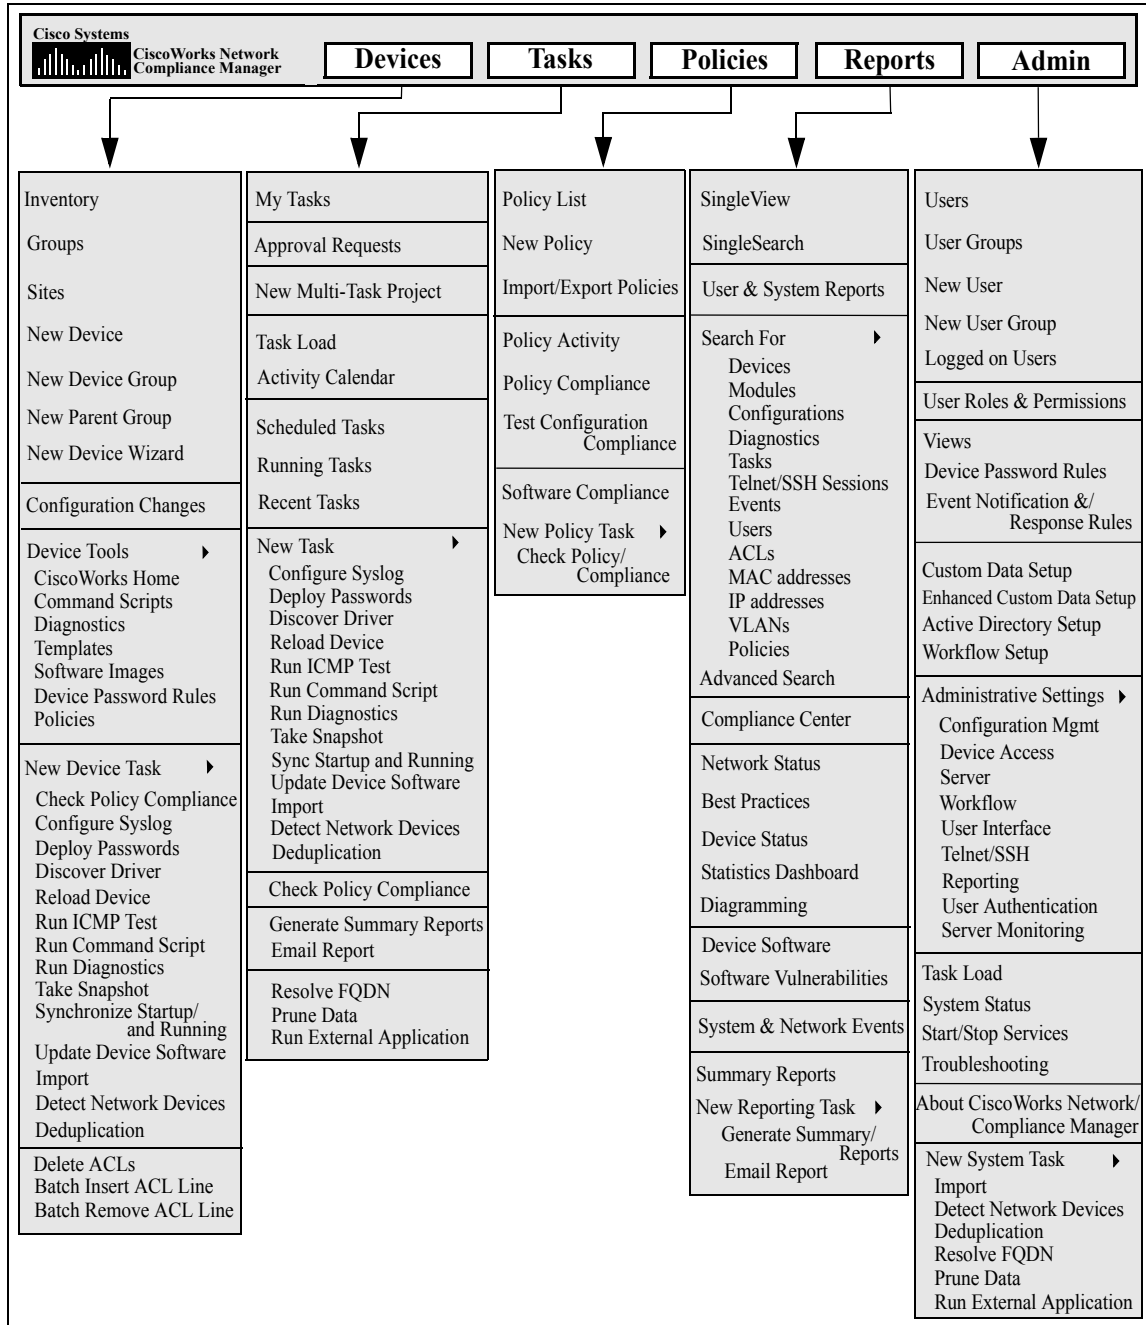 Cisco Systems
CiscoWorks Network
Compliance Manager
Devices
Tasks
Policies
Reports
Admin
Inventory
Groups
Sites
New Device
New Device Group
New Parent Group
New Device Wizard
Configuration Changes
Device Tools
CiscoWorks Home
Command Scripts
Diagnostics
Templates
Software Images
Device Password Rules
Policies
New Device Task
Check Policy Compliance
Configure Syslog
Deploy Passwords
Discover Driver
Reload Device
Run ICMP Test
Run Command Script
Run Diagnostics
Take Snapshot
Synchronize Startup/
and Running
Update Device Software
Import
Detect Network Devices
Deduplication
Delete ACLs
Batch Insert ACL Line
Batch Remove ACL Line
My Tasks
Approval Requests
New Multi-Task Project
Task Load
Activity Calendar
Scheduled Tasks
Running Tasks
Recent Tasks
New Task
Configure Syslog
Deploy Passwords
Discover Driver
Reload Device
Run ICMP Test
Run Command Script
Run Diagnostics
Take Snapshot
Sync Startup and Running
Update Device Software
Import
Detect Network Devices
Deduplication
Check Policy Compliance
Generate Summary Reports
Email Report
Resolve FQDN
Prune Data
Run External Application
Policy List
New Policy
Import/Export Policies
Policy Activity
Policy Compliance
Test Configuration
Compliance
Software Compliance
New Policy Task
Check Policy/
Compliance
SingleView
SingleSearch
User & System Reports
Search For
Devices
Modules
Configurations
Diagnostics
Tasks
Telnet/SSH Sessions
Events
Users
ACLs
MAC addresses
IP addresses
VLANs
Policies
Advanced Search
Compliance Center
Network Status
Best Practices
Device Status
Statistics Dashboard
Diagramming
Device Software
Software Vulnerabilities
System & Network Events
Summary Reports
New Reporting Task
Generate Summary/
Reports
Email Report
Users
User Groups
New User
New User Group
Logged on Users
User Roles & Permissions
Views
Device Password Rules
Event Notification &/
Response Rules
Custom Data Setup
Enhanced Custom Data Setup
Active Directory Setup
Workflow Setup
Administrative Settings
Configuration Mgmt
Device Access
Server
Workflow
User Interface
Telnet/SSH
Reporting
User Authentication
Server Monitoring
Task Load
System Status
Start/Stop Services
Troubleshooting
About CiscoWorks Network/
Compliance Manager
New System Task
Import
Detect Network Devices
Deduplication
Resolve FQDN
Prune Data
Run External Application